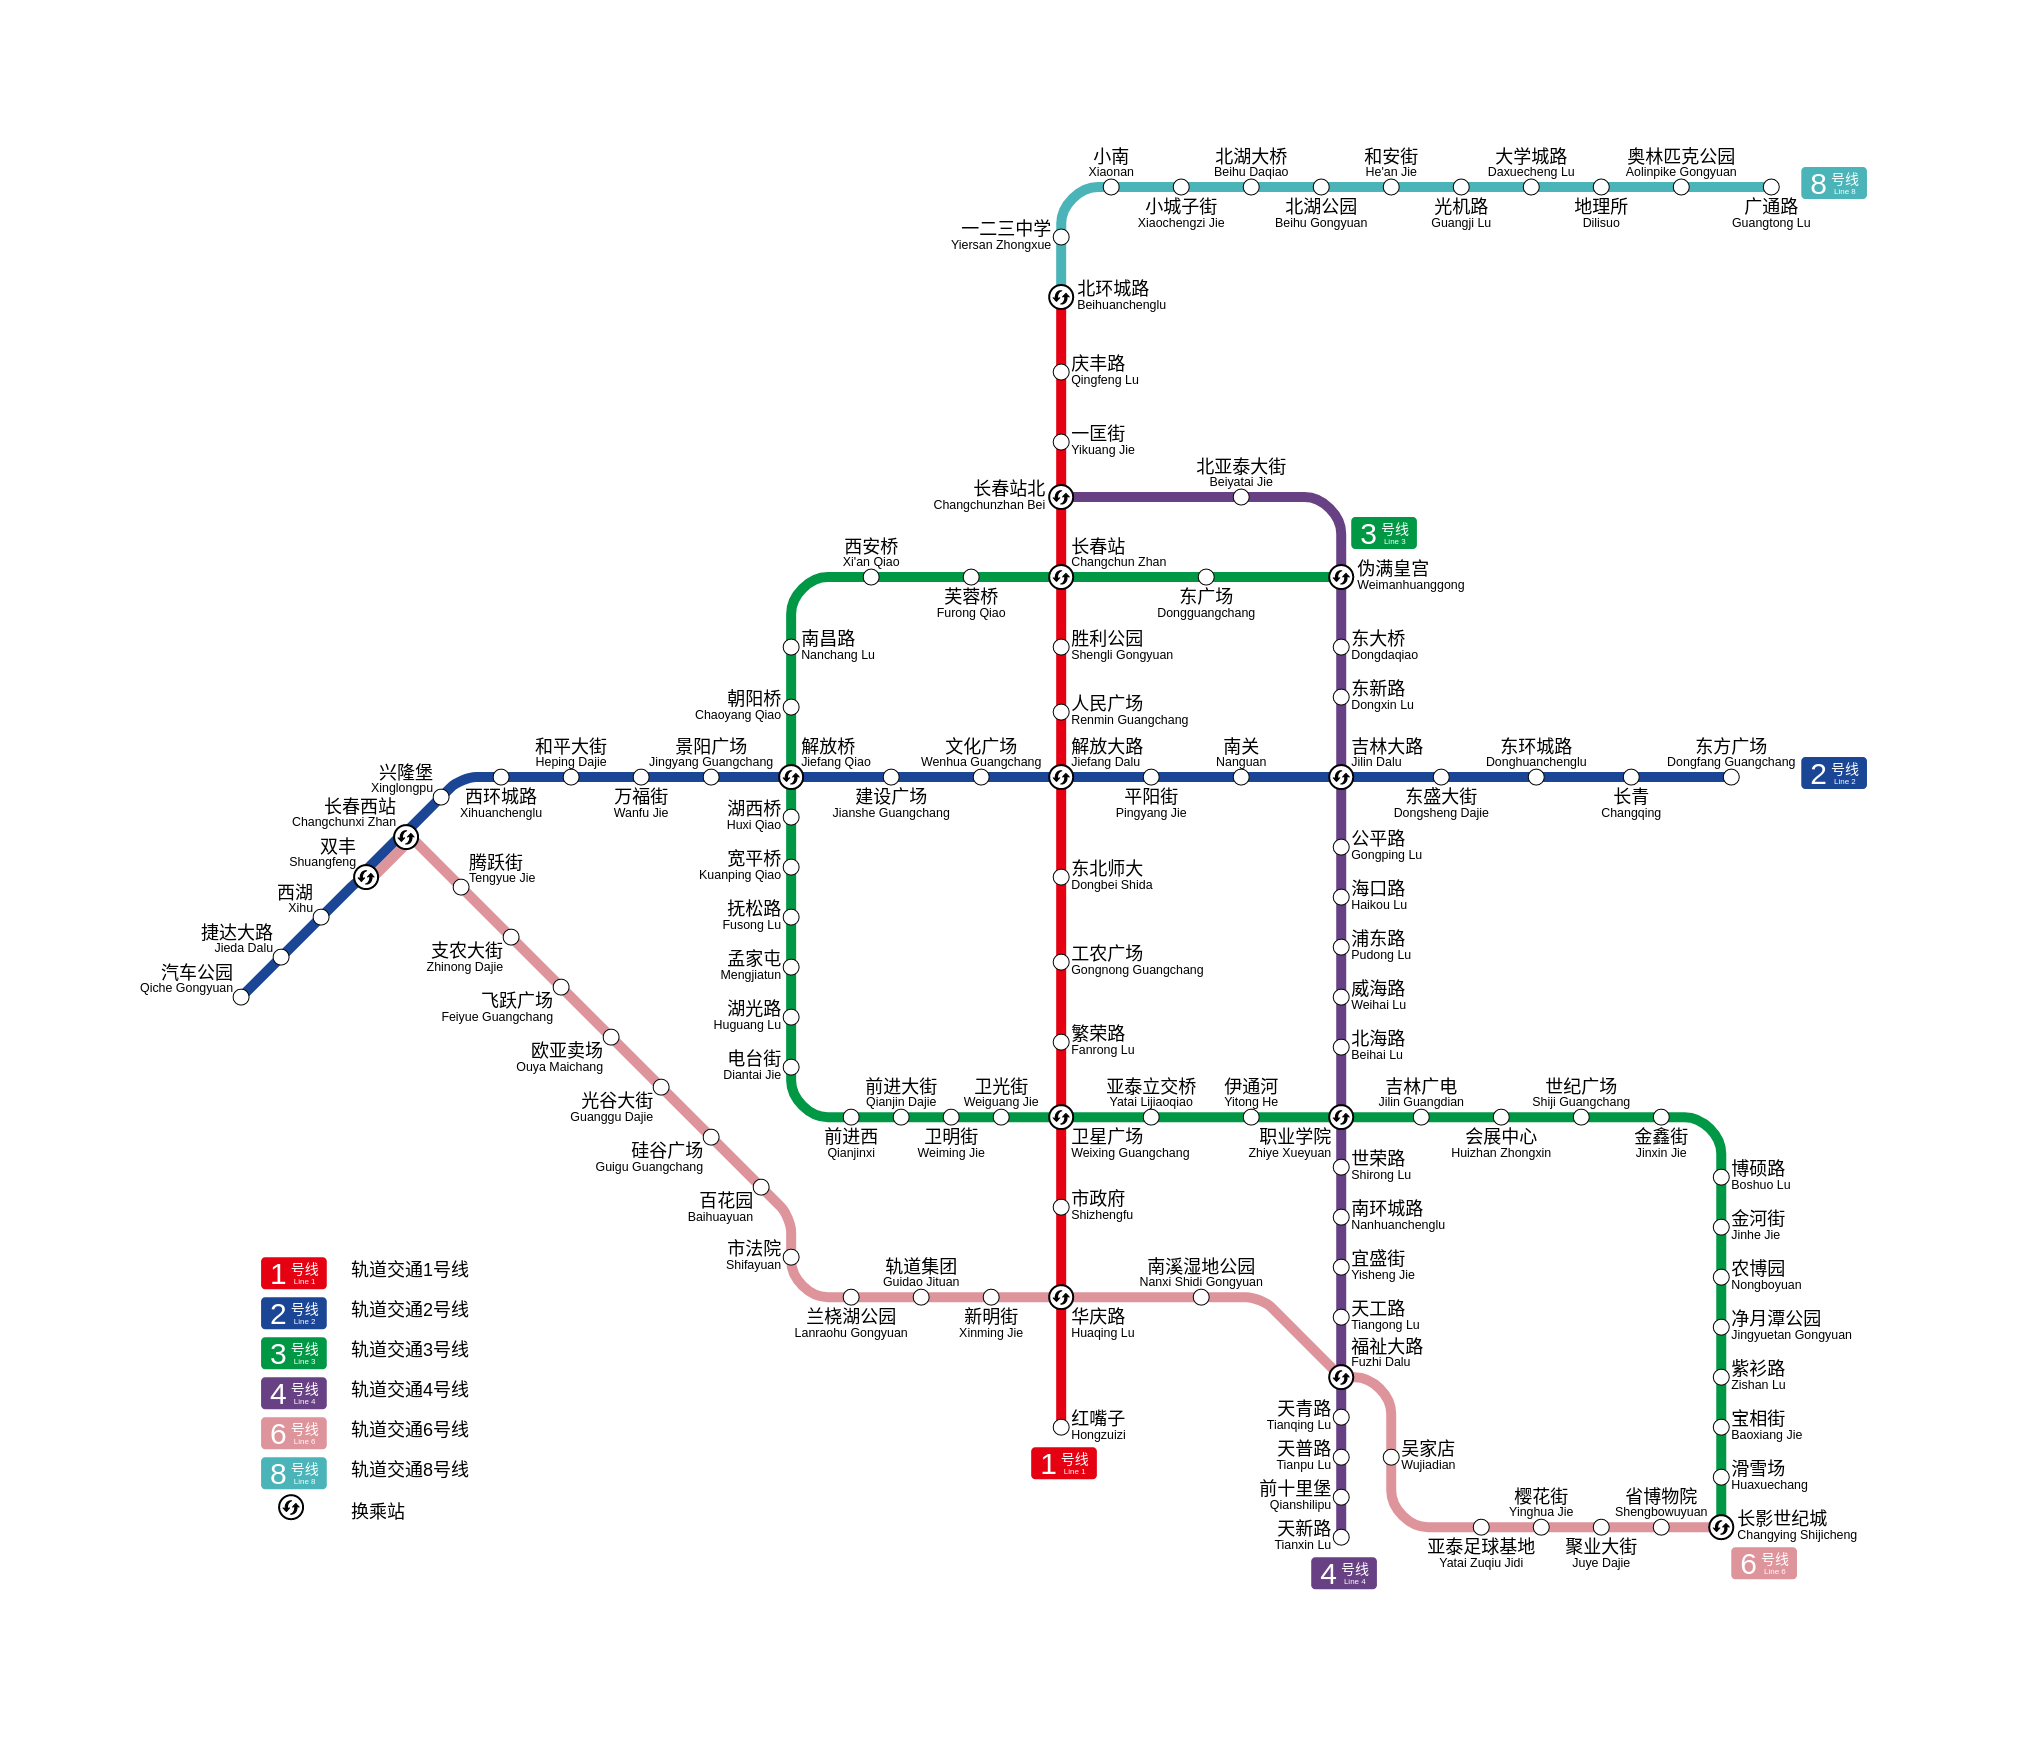 小南
Xiaonan
北湖大桥
Beihu Daqiao
和安街
He'an Jie
大学城路
Daxuecheng Lu
奥林匹克公园
Aolinpike Gongyuan
8 号线
Line 8
小城子街
Xiaochengzi Jie
北湖公园
Beihu Gongyuan
光机路
Guangji Lu
地理所
Dilisuo
广通路
Guangtong Lu
一二三中学
Yiersan Zhongxue
北环城路
Beihuanchenglu
庆丰路
Qingfeng Lu
一匡街
Yikuang Jie
北亚泰大街
Beiyatai Jie
长春站北
Changchunzhan Bei
3 号线
Line 3
西安桥
Xi'an Qiao
长春站
Changchun Zhan
伪满皇宫
Weimanhuanggong
芙蓉桥
Furong Qiao
东广场
Dongguangchang
南昌路
Nanchang Lu
胜利公园
Shengli Gongyuan
东大桥
Dongdaqiao
朝阳桥
Chaoyang Qiao
人民广场
Renmin Guangchang
东新路
Dongxin Lu
和平大街
Heping Dajie
景阳广场
Jingyang Guangchang
解放桥
Jiefang Qiao
文化广场
Wenhua Guangchang
解放大路
Jiefang Dalu
南关
Nanguan
吉林大路
Jilin Dalu
东环城路
Donghuanchenglu
东方广场
Dongfang Guangchang
2 号线
Line 2
兴隆堡
Xinglongpu
西环城路
Xihuanchenglu
万福街
Wanfu Jie
湖西桥
Huxi Qiao
建设广场
Jianshe Guangchang
平阳街
Pingyang Jie
东盛大街
Dongsheng Dajie
长青
Changqing
长春西站
Changchunxi Zhan
双丰
Shuangfeng
腾跃街
Tengyue Jie
宽平桥
Kuanping Qiao
东北师大
Dongbei Shida
公平路
Gongping Lu
西湖
Xihu
抚松路
Fusong Lu
海口路
Haikou Lu
捷达大路
Jieda Dalu
支农大街
Zhinong Dajie
孟家屯
Mengjiatun
工农广场
Gongnong Guangchang
浦东路
Pudong Lu
汽车公园
Qiche Gongyuan
飞跃广场
Feiyue Guangchang
湖光路
Huguang Lu
威海路
Weihai Lu
欧亚卖场
Ouya Maichang
电台街
Diantai Jie
繁荣路
Fanrong Lu
北海路
Beihai Lu
光谷大街
Guanggu Dajie
前进大街
Qianjin Dajie
卫光街
Weiguang Jie
亚泰立交桥
Yatai Lijiaoqiao
伊通河
Yitong He
吉林广电
Jilin Guangdian
世纪广场
Shiji Guangchang
硅谷广场
Guigu Guangchang
前进西
Qianjinxi
卫明街
Weiming Jie
卫星广场
Weixing Guangchang
职业学院
Zhiye Xueyuan
会展中心
Huizhan Zhongxin
金鑫街
Jinxin Jie
世荣路
Shirong Lu
博硕路
Boshuo Lu
百花园
Baihuayuan
市政府
Shizhengfu
南环城路
Nanhuanchenglu
金河街
Jinhe Jie
市法院
Shifayuan
轨道集团
Guidao Jituan
南溪湿地公园
Nanxi Shidi Gongyuan
宜盛街
Yisheng Jie
农博园
Nongboyuan
兰桡湖公园
Lanraohu Gongyuan
新明街
Xinming Jie
华庆路
Huaqing Lu
天工路
Tiangong Lu
净月潭公园
Jingyuetan Gongyuan
福祉大路
Fuzhi Dalu
紫衫路
Zishan Lu
红嘴子
Hongzuizi
天青路
Tianqing Lu
宝相街
Baoxiang Jie
1 号线
Line 1
天普路
Tianpu Lu
吴家店
Wujiadian
滑雪场
Huaxuechang
前十里堡
Qianshilipu
樱花街
Yinghua Jie
省博物院
Shengbowuyuan
天新路
Tianxin Lu
亚泰足球基地
Yatai Zuqiu Jidi
聚业大街
Juye Dajie
长影世纪城
Changying Shijicheng
4 号线
Line 4
6 号线
Line 6
1 号线
Line 1
轨道交通1号线
2 号线
Line 2
轨道交通2号线
3 号线
Line 3
轨道交通3号线
4 号线
Line 4
轨道交通4号线
6 号线
Line 6
轨道交通6号线
8 号线
Line 8
轨道交通8号线
换乘站